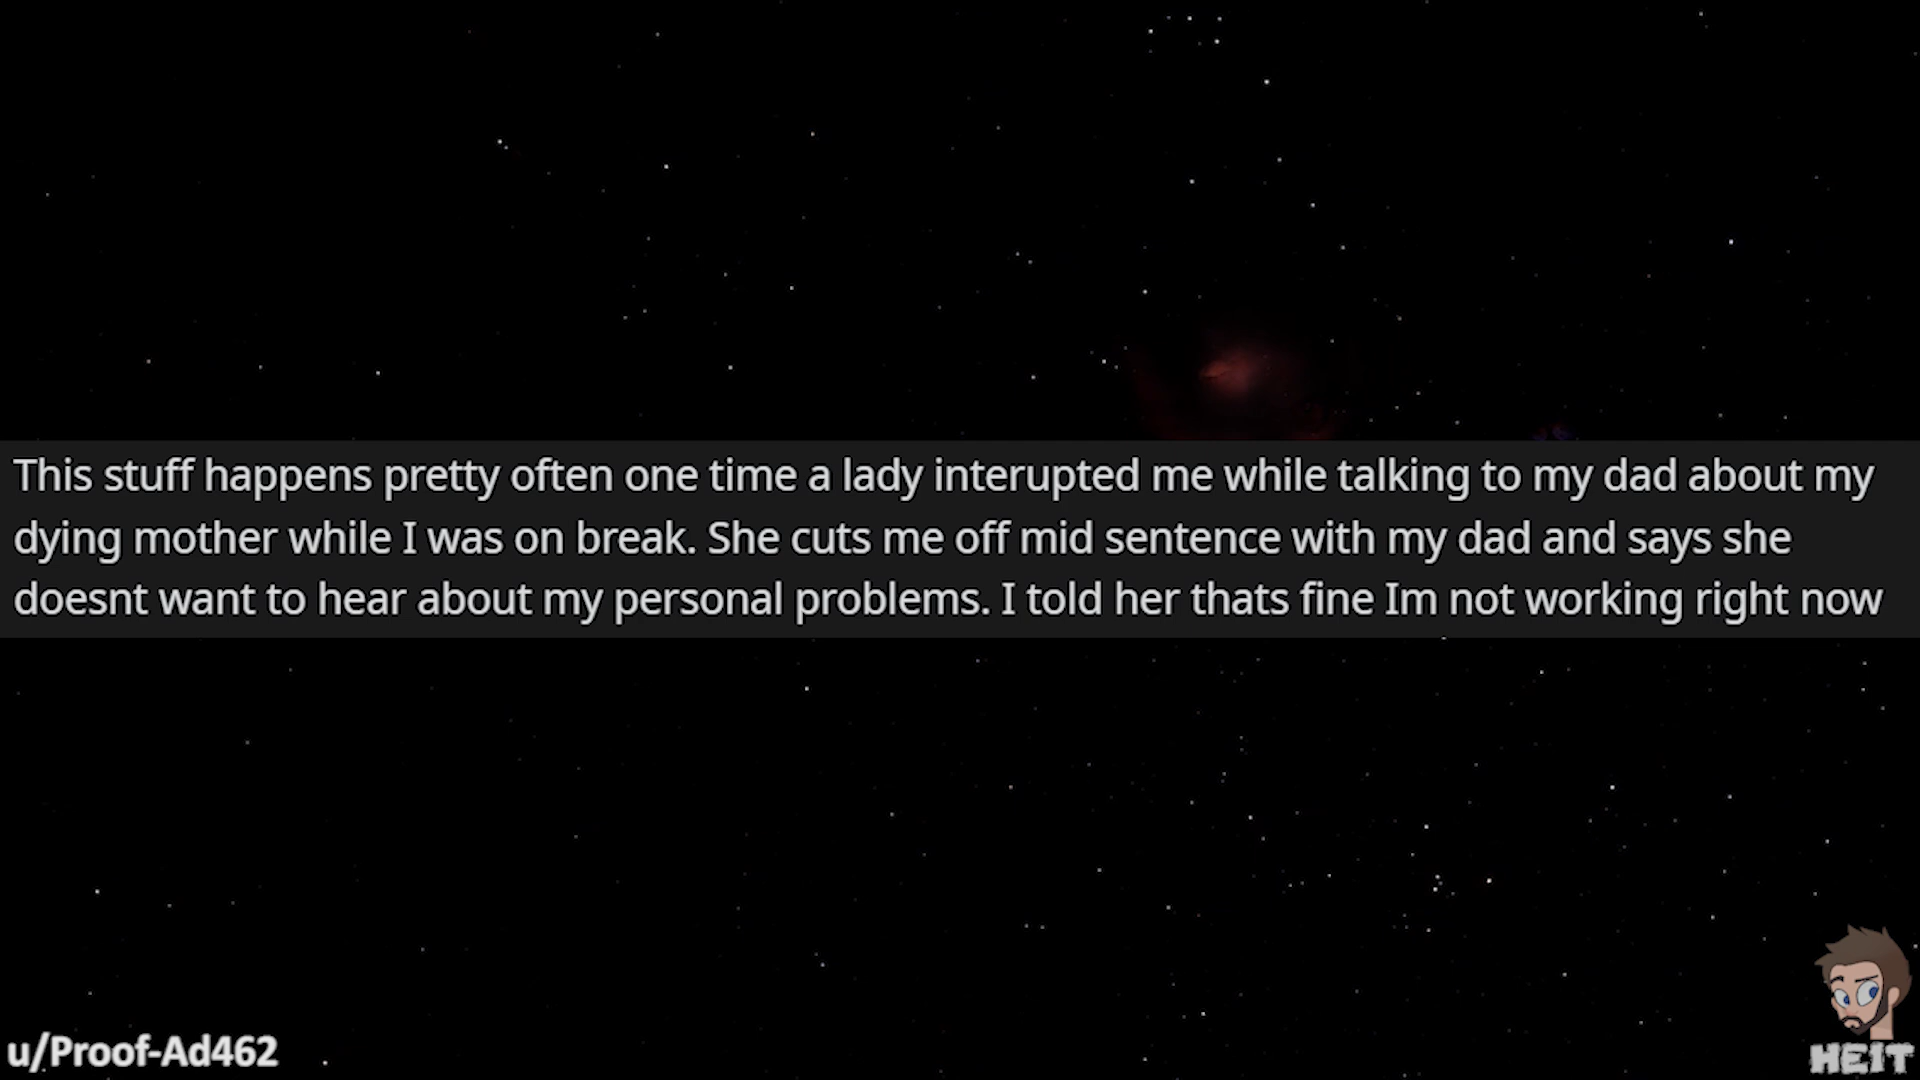 This stuff happens pretty often one time a lady interupted me while talking to my dad about my
dying mother while I was on break. She cuts me off mid sentence with my dad and says she
doesnt want to hear about my personal problems. I told her thats fine Im not working right now
u/Proof-Ad462
HEIT